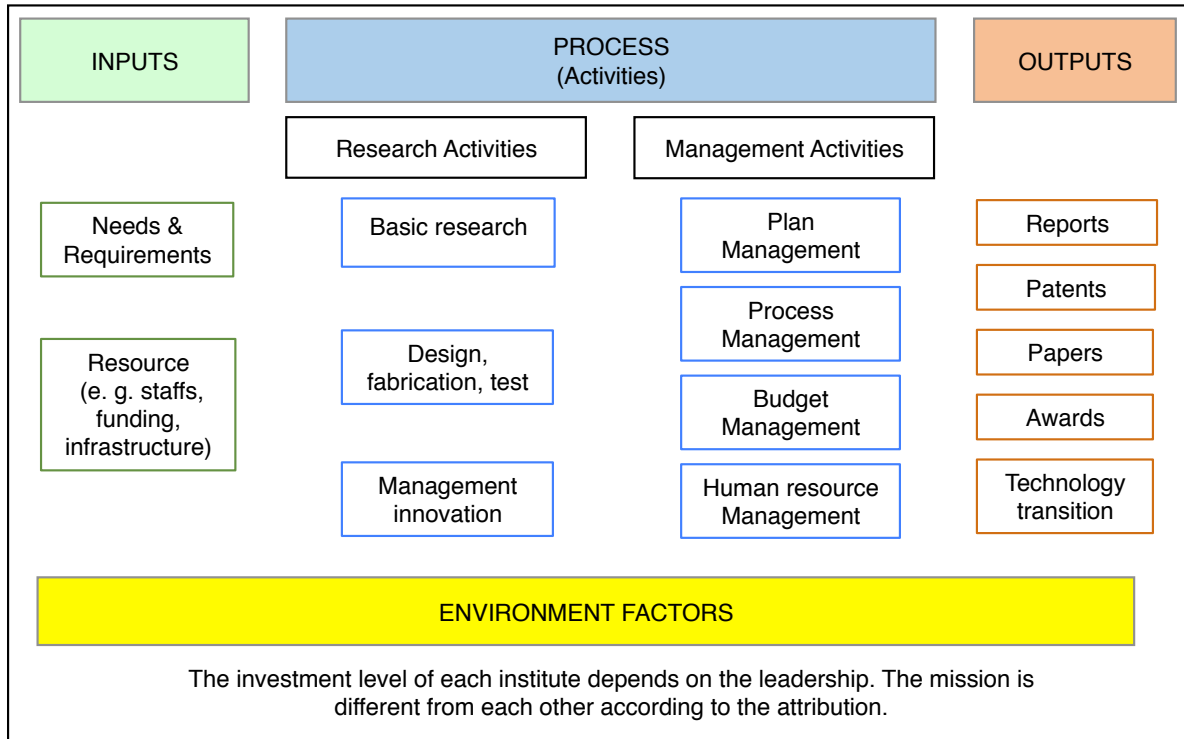 INPUTS
PROCESS
(Activities)
OUTPUTS
Research Activities
Management Activities
Needs &
Requirements
Resource
(e. g. staffs,
funding,
infrastructure)
Basic research
Design,
fabrication, test
Management
innovation
Plan
Management
Process
Management
Budget
Management
Human resource
Management
Reports
Patents
Papers
Awards
Technology
transition
ENVIRONMENT FACTORS
The investment level of each institute depends on the leadership. The mission is
different from each other according to the attribution.